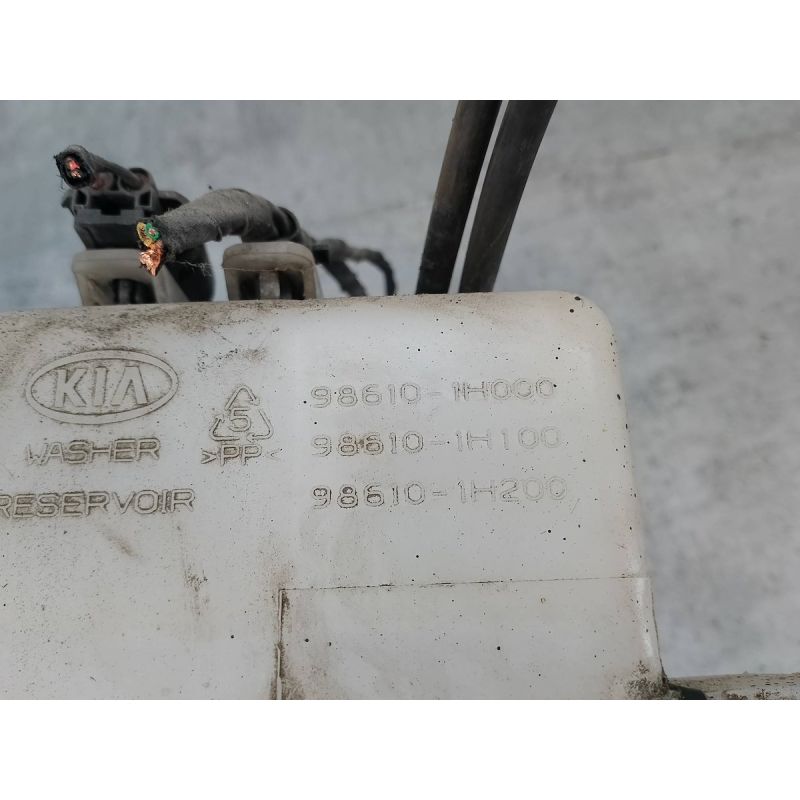 KIA
WASHER
RESERVOIR
5
>PP<
98610-1H000
98610-1H100
98610-1H200